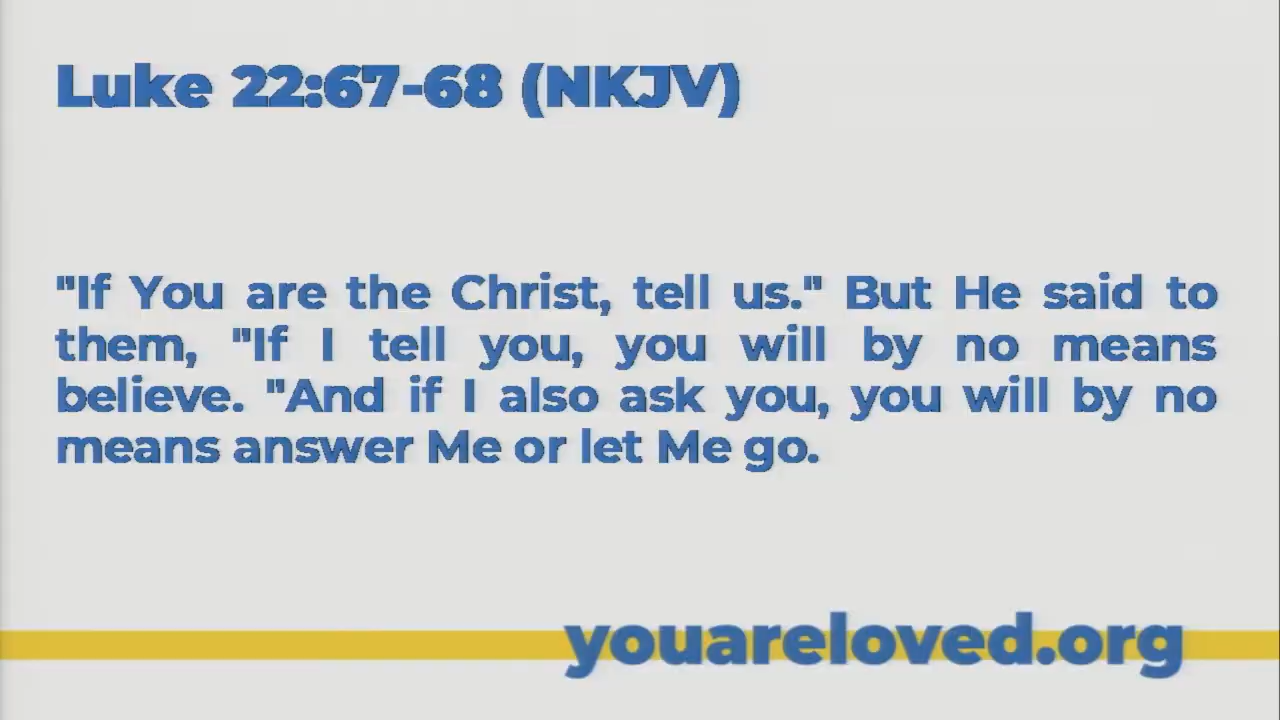 Luke 22:67-68 (NKJV)
"If You are the Christ, tell us." But He said to
them, "If I tell you, you will by no means
believe. "And if I also ask you, you will by no
means answer Me or let Me go.
youareloved.org